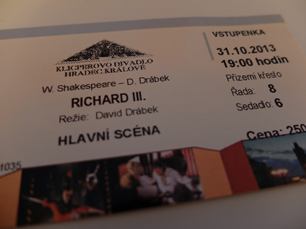 KLICPEROVO DIVADLO
HRADEC KRÁLOVÉ
W. Shakespeare – D. Drábek
RICHARD III.
Režie: David Drábek
HLAVNÍ SCÉNA
VSTUPENKA
31.10.2013
19:00 hodin
Přízemí křeslo
Řada: 8
Sedadlo 6
Cena: 250
f035